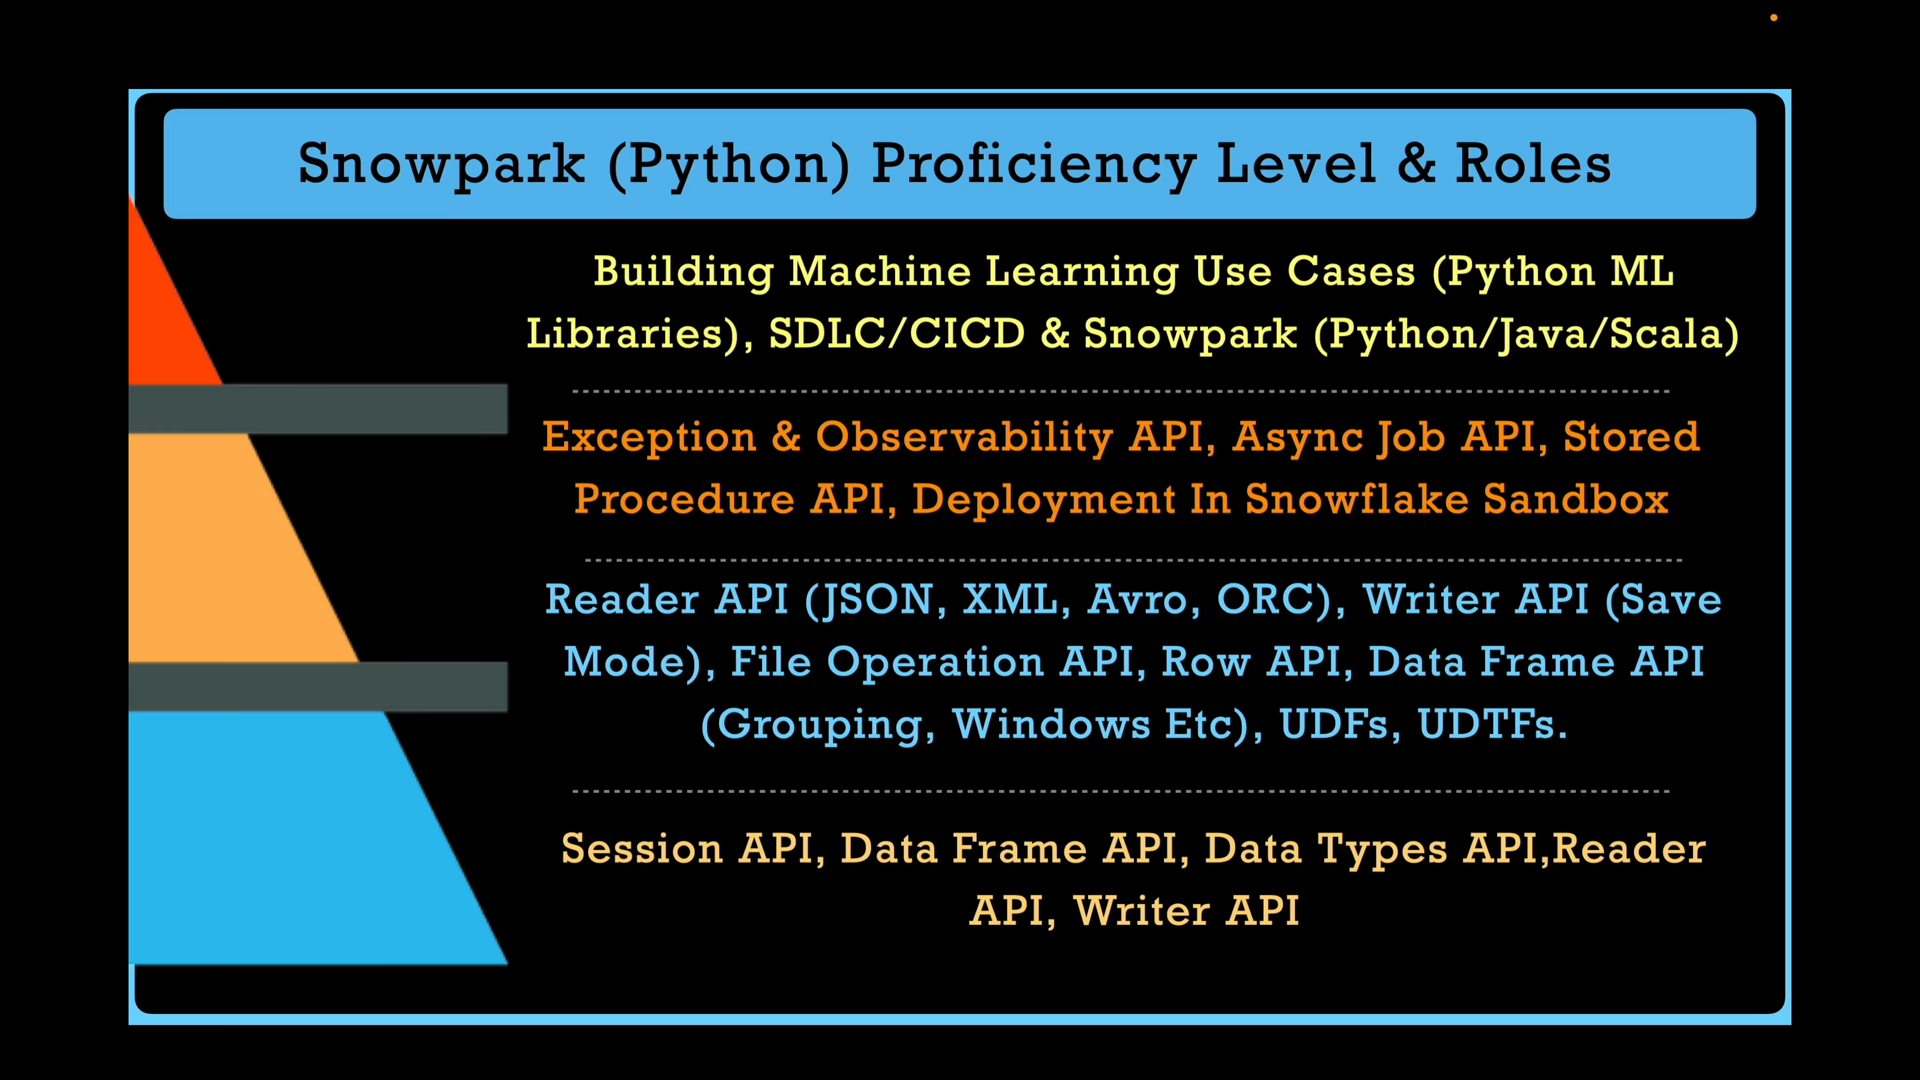 Snowpark (Python) Proficiency Level & Roles
Building Machine Learning Use Cases (Python ML
Libraries), SDLC/CICD & Snowpark (Python/Java/Scala)
Exception & Observability API, Async Job API, Stored
Procedure API, Deployment In Snowflake Sandbox
Reader API (JSON, XML, Avro, ORC), Writer API (Save
Mode), File Operation API, Row API, Data Frame API
(Grouping, Windows Etc), UDFs, UDTFs.
Session API, Data Frame API, Data Types API,Reader
API, Writer API